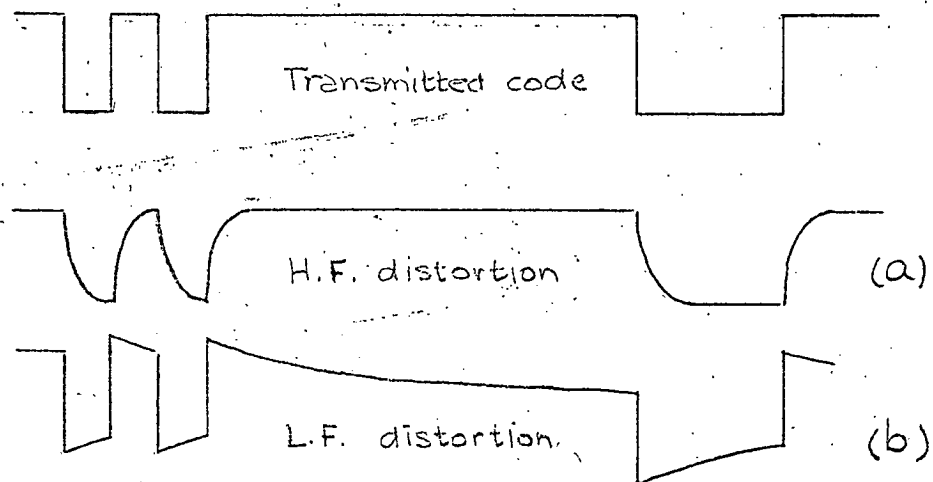 Transmitted code
H.F. distortion
(a)
L.F. distortion.
(b)